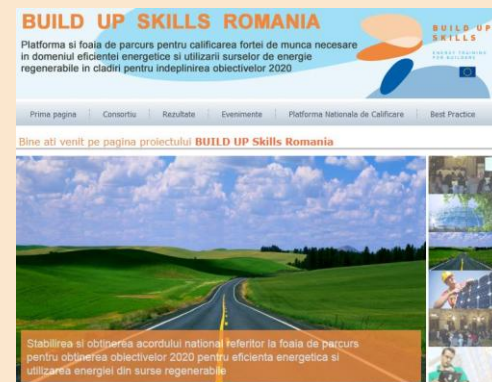 BUILD UP SKILLS ROMANIA
Platforma si foaia de parcurs pentru calificarea fortei de munca necesare
in domeniul eficientei energetice si utilizarii surselor de energie
regenerabile in cladiri pentru indeplinirea obiectivelor 2020
BUILD UP
SKILLS
ENERGY TRAINING
FOR BUILDERS
Prima pagina
Consortiu
Rezultate
Evenimente
Platforma Nationala de Calificare
Best Practice
Bine ati venit pe pagina proiectului BUILD UP Skills Romania
Stabilirea si obtinerea acordului national referitor la foaia de parcurs
pentru obtinerea obiectivelor 2020 pentru eficienta energetica si
utilizarea energiei din surse regenerabile